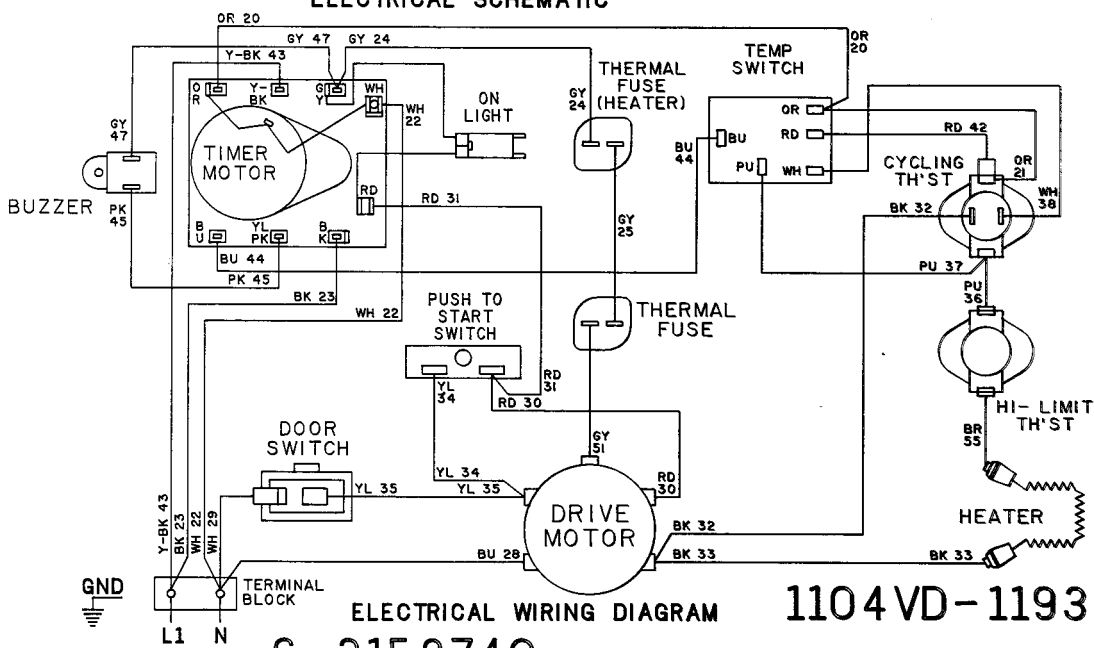 ELECTRICAL SCHEMATIC
OR 20
GY 47
GY 24
Y-BK 43
OR
20
TEMP
SWITCH
THERMAL
FUSE
(HEATER)
O
R
Y-
BK
G
Y
WH
WH
22
ON
LIGHT
GY
24
OR
RD
BU
PU
WH
RD 42
GY
47
TIMER
MOTOR
BU
44
CYCLING
TH'ST
OR
21
WH
38
BUZZER
PK
45
RD
RD 31
BK 32
B
U
YL
PK
B
K
GY
25
BU 44
PK 45
PU 37
BK 23
WH 22
PU
36
PUSH TO
START
SWITCH
THERMAL
FUSE
YL
34
RD
31
RD 30
HI- LIMIT
TH'ST
DOOR
SWITCH
GY
51
BR
55
YL 34
YL 35
YL 35
RD
30
Y-BK 43
BK 23
WH 22
WH 29
DRIVE
MOTOR
HEATER
BK 32
BU 28
BK 33
BK 33
GND
TERMINAL
BLOCK
L1
N
ELECTRICAL WIRING DIAGRAM
1104VD-1193